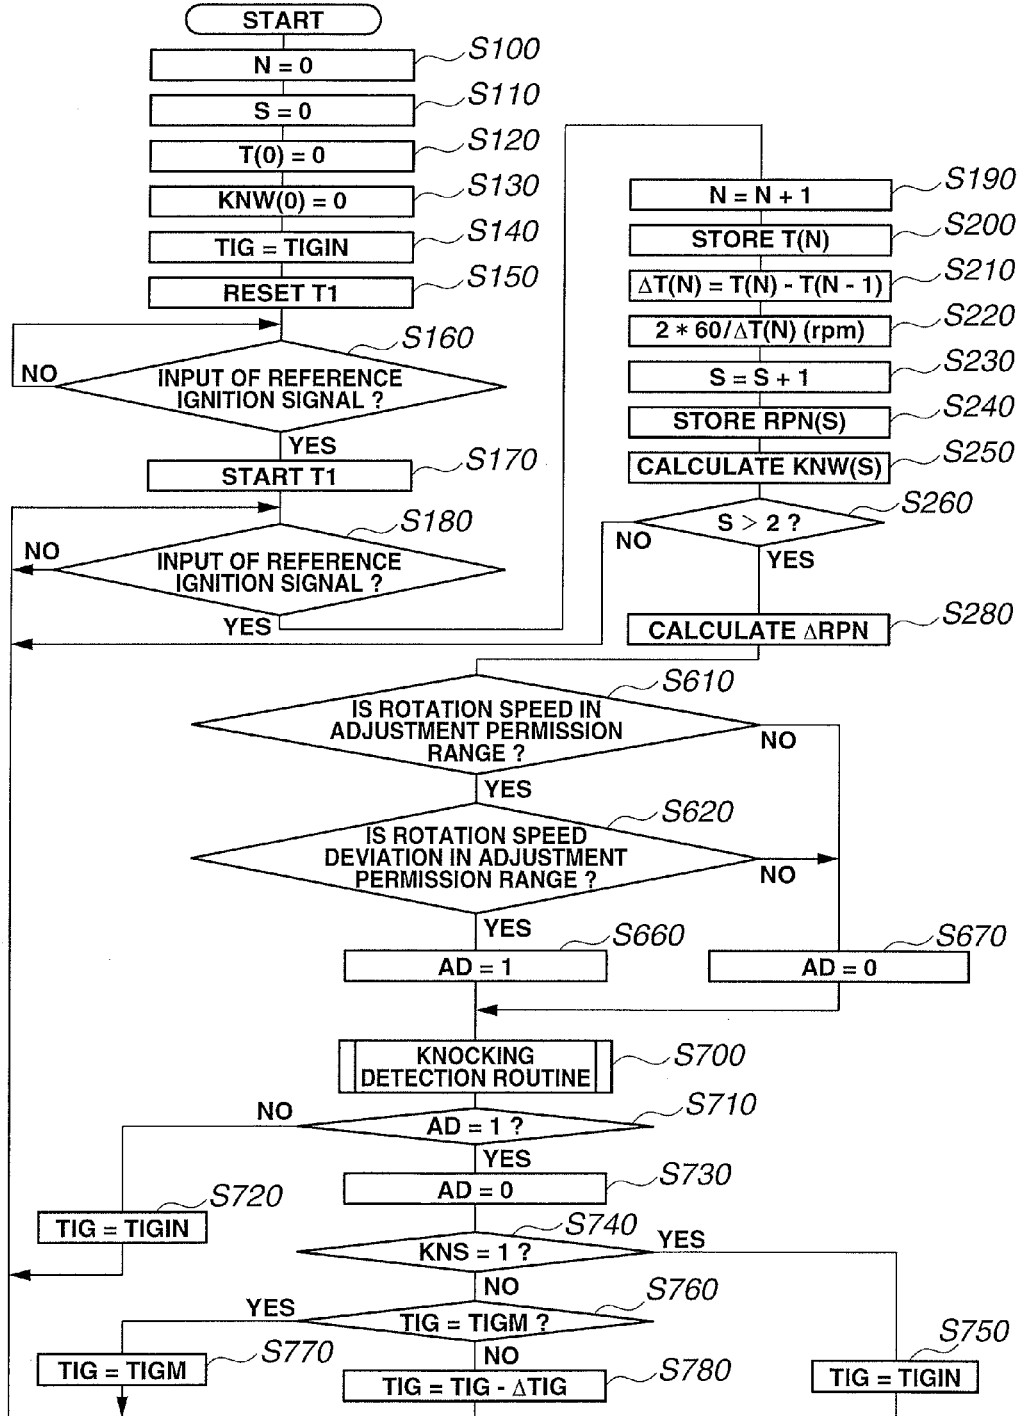 START
N = 0
S100
S = 0
S110
T(0) = 0
S120
KNW(0) = 0
S130
TIG = TIGIN
S140
RESET T1
S150
S160
INPUT OF REFERENCE
IGNITION SIGNAL ?
NO
YES
START T1
S170
S180
INPUT OF REFERENCE
IGNITION SIGNAL ?
NO
YES
N = N + 1
S190
STORE T(N)
S200
ΔT(N) = T(N) - T(N - 1)
S210
2 * 60/ΔT(N) (rpm)
S220
S = S + 1
S230
STORE RPN(S)
S240
CALCULATE KNW(S)
S250
S > 2 ?
S260
NO
YES
CALCULATE ΔRPN
S280
S610
IS ROTATION SPEED IN
ADJUSTMENT PERMISSION
RANGE ?
NO
YES
S620
IS ROTATION SPEED
DEVIATION IN ADJUSTMENT
PERMISSION RANGE ?
NO
YES
S660
AD = 1
S670
AD = 0
KNOCKING
DETECTION ROUTINE
S700
AD = 1 ?
S710
NO
YES
AD = 0
S730
S720
TIG = TIGIN
S740
KNS = 1 ?
YES
NO
S760
TIG = TIGM ?
YES
NO
S770
TIG = TIGM
S780
TIG = TIG - ΔTIG
S750
TIG = TIGIN